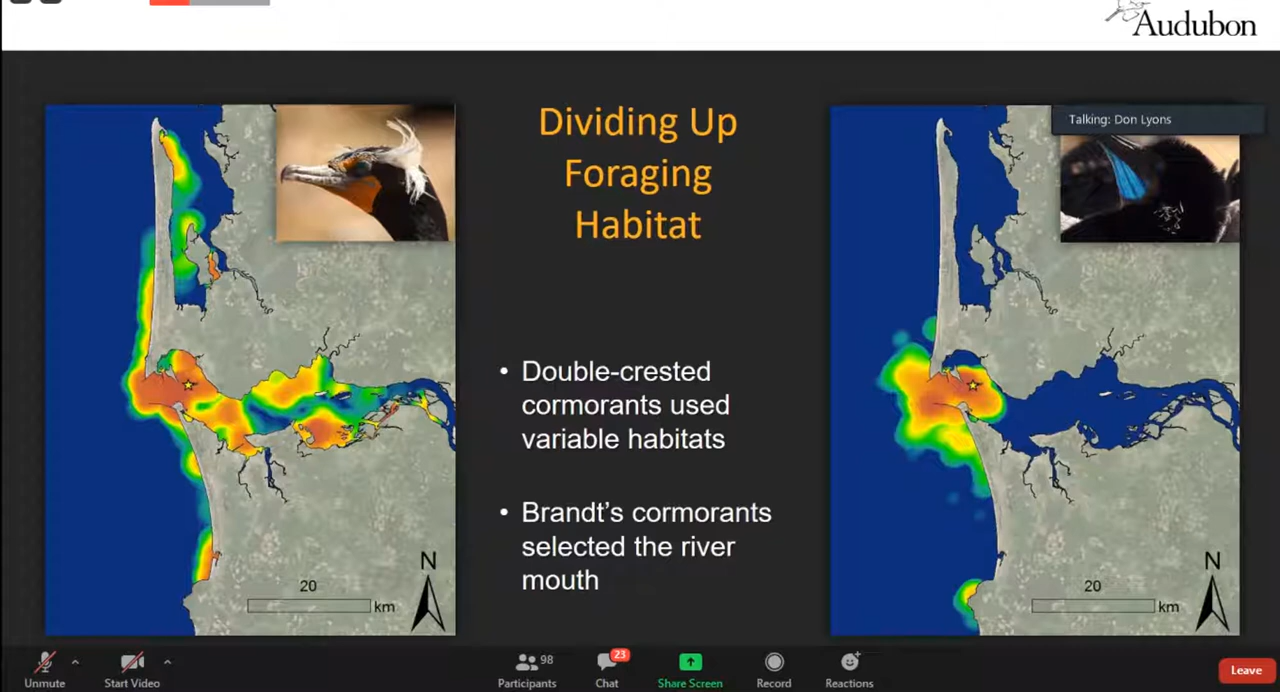 Audubon
Talking: Don Lyons
Dividing Up
Foraging
Habitat
• Double-crested
cormorants used
variable habitats
• Brandt's cormorants
selected the river
mouth
N
20
km
N
20
km
Unmute
Start Video
98
Participants
23
Chat
Share Screen
Record
Reactions
Leave